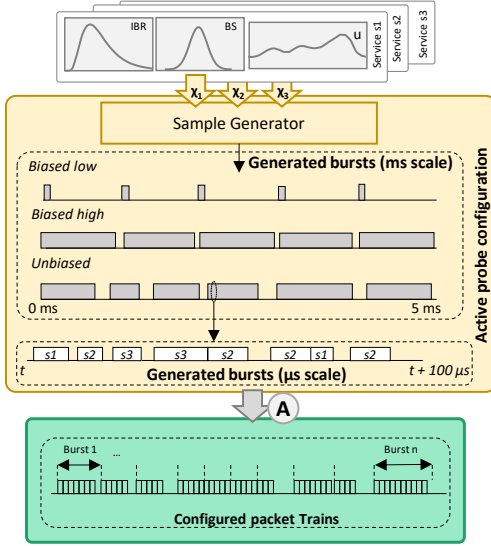 IBR
BS
u
Service s1
Service s2
Service s3
χ1 χ2 χ3
Sample Generator
Generated bursts (ms scale)
Biased low
Biased high
Unbiased
0 ms 5 ms
s1 s2 s3 s3 s2 s2 s1 s2
t Generated bursts (μs scale) t + 100 μs
Active probe configuration
A
Burst 1 ... Burst n
Configured packet Trains